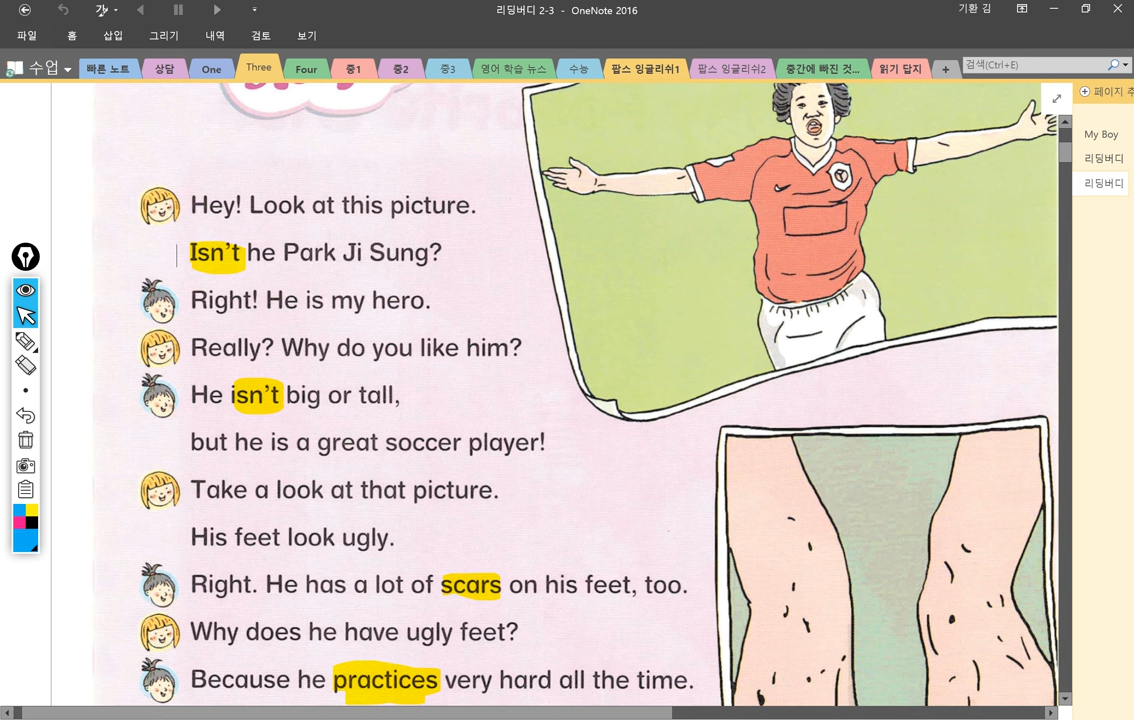 리딩버디 2-3 - OneNote 2016
기환 김
파일 홈 삽입 그리기 내역 검토 보기
수업
빠른 노트 상담 One Three Four 중1 중2 중3 영어 학습 뉴스 수능 팝스 잉글리쉬1 팝스 잉글리쉬2 중간에 빠진 것... 읽기 답지 +
검색(Ctrl+E)
페이지 추
My Boy
리딩버디
리딩버디
Hey! Look at this picture.
Isn't he Park Ji Sung?
Right! He is my hero.
Really? Why do you like him?
He isn't big or tall,
but he is a great soccer player!
Take a look at that picture.
His feet look ugly.
Right. He has a lot of scars on his feet, too.
Why does he have ugly feet?
Because he practices very hard all the time.